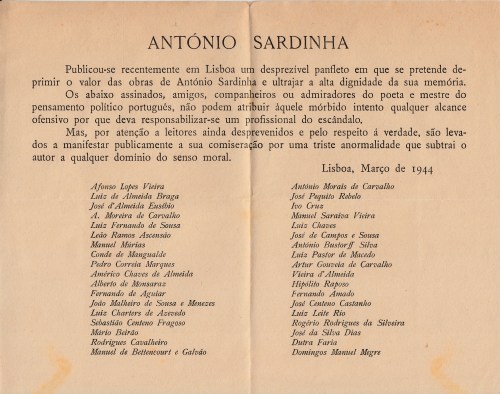 ANTÓNIO SARDINHA
Publicou-se recentemente em Lisboa um desprezível panfleto em que se pretende de-
primir o valor das obras de António Sardinha e ultrajar a alta dignidade da sua memória.
Os abaixo assinados, amigos, companheiros ou admiradores do poeta e mestre do
pensamento político português, não podem atribuir àquele mórbido intento qualquer alcance
ofensivo por que deva responsabilizar-se um profissional do escândalo.
Mas, por atenção a leitores ainda desprevenidos e pelo respeito á verdade, são leva-
dos a manifestar publicamente a sua comiseração por uma triste anormalidade que subtrai o
autor a qualquer domínio do senso moral.
Lisboa, Março de 1944
Afonso Lopes Vieira
Luiz de Almeida Braga
José d'Almeida Eusébio
A. Moreira de Carvalho
Luiz Fernando de Sousa
Leão Ramos Ascensão
Manuel Múrias
Conde de Mangualde
Pedro Correia Marques
Américo Chaves de Almeida
Alberto de Monsaraz
Fernando de Aguiar
João Malheiro de Sousa e Menezes
Luiz Charters de Azevedo
Sebastião Centeno Fragoso
Mário Beirão
Rodrigues Cavalheiro
Manuel de Bettencourt e Galvão
António Morais de Carvalho
José Pequito Rebelo
Ivo Cruz
Manuel Saraiva Vieira
Luiz Chaves
José de Campos e Sousa
António Bustorff Silva
Luiz Pastor de Macedo
Artur Gouveia de Carvalho
Vieira d'Almeida
Hipólito Raposo
Fernando Amado
José Centeno Castanho
Luiz Leite Rio
Rogério Rodrigues da Silveira
José da Silva Dias
Dutra Faria
Domingos Manuel Megre